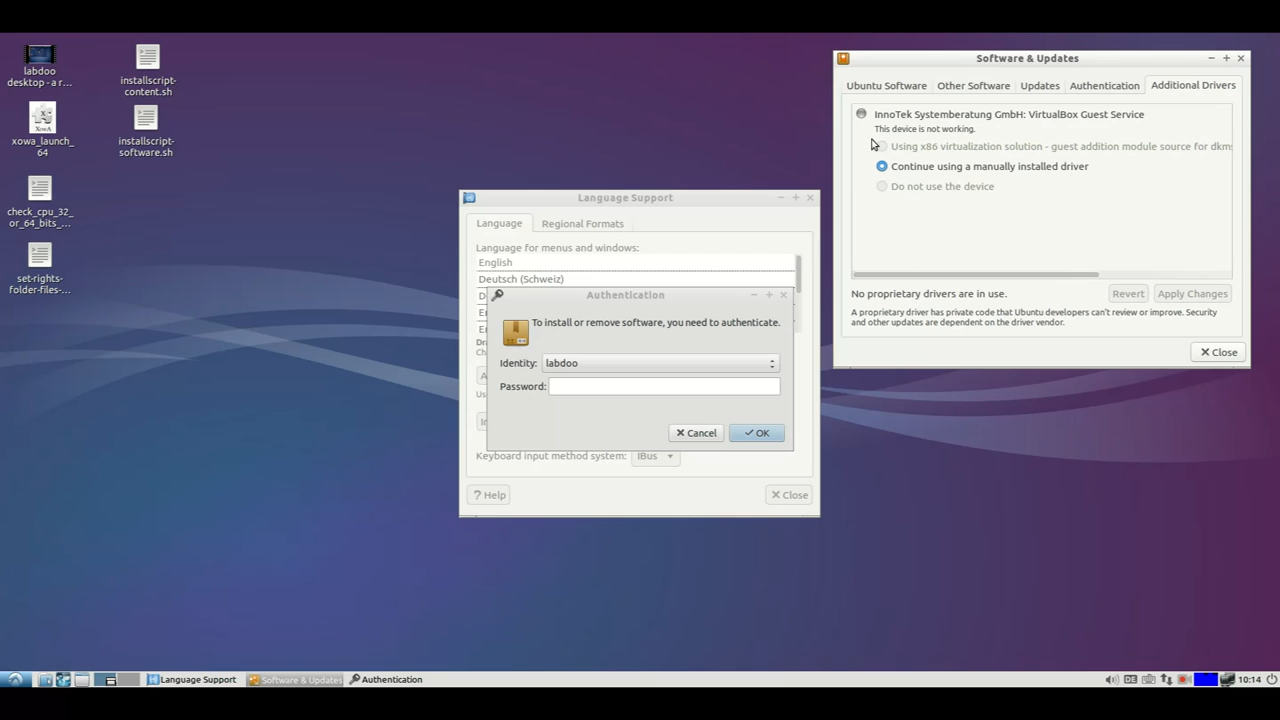 labdoo
desktop - a r...
installscript-
content.sh
xowa_launch_
64
installscript-
software.sh
check_cpu_32_
or_64_bits_...
set-rights-
folder-files-...
Software & Updates
Ubuntu Software
Other Software
Updates
Authentication
Additional Drivers
InnoTek Systemberatung GmbH: VirtualBox Guest Service
This device is not working.
Using x86 virtualization solution - guest addition module source for dkms
Continue using a manually installed driver
Do not use the device
No proprietary drivers are in use.
Revert
Apply Changes
A proprietary driver has private code that Ubuntu developers can't review or improve. Security
and other updates are dependent on the driver vendor.
Close
Language Support
Language
Regional Formats
Language for menus and windows:
English
Deutsch (Schweiz)
Authentication
To install or remove software, you need to authenticate.
Identity: labdoo
Password:
Cancel
OK
Keyboard input method system: IBus
? Help
Close
Language Support
Software & Updates
Authentication
DE
10:14